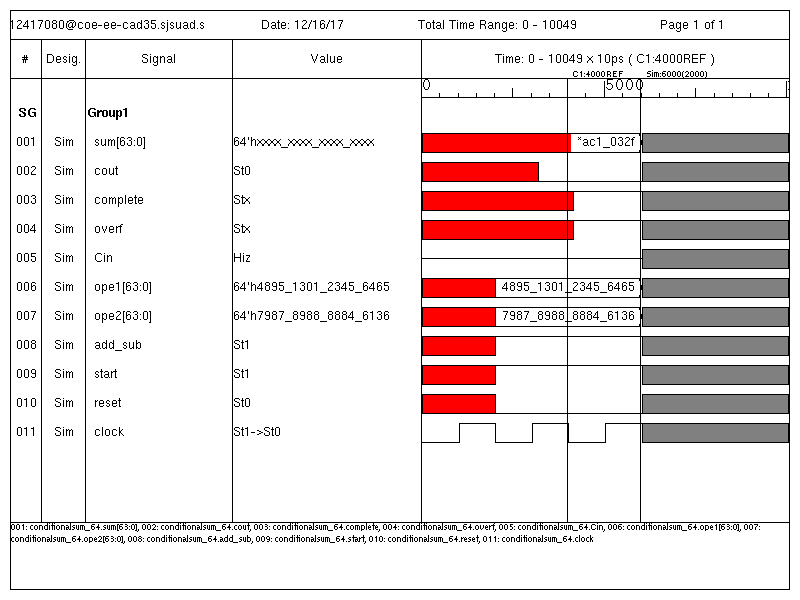 12417080@coe-ee-cad35.sjsuad.s Date: 12/16/17 Total Time Range: 0 - 10049 Page 1 of 1
# Desig. Signal Value Time: 0 - 10049 x 10ps ( C1:4000REF )
C1:4000REF Sim:6000(2000)
0 5000
SG Group1
001 Sim sum[63:0] 64'hxxxx_xxxx_xxxx_xxxx *ac1_032f
002 Sim cout St0
003 Sim complete Stx
004 Sim overf Stx
005 Sim Cin Hiz
006 Sim ope1[63:0] 64'h4895_1301_2345_6465 4895_1301_2345_6465
007 Sim ope2[63:0] 64'h7987_8988_8884_6136 7987_8988_8884_6136
008 Sim add_sub St1
009 Sim start St1
010 Sim reset St0
011 Sim clock St1->St0
001: conditionalsum_64.sum[63:0], 002: conditionalsum_64.cout, 003: conditionalsum_64.complete, 004: conditionalsum_64.overf, 005: conditionalsum_64.Cin, 006: conditionalsum_64.ope1[63:0], 007:
conditionalsum_64.ope2[63:0], 008: conditionalsum_64.add_sub, 009: conditionalsum_64.start, 010: conditionalsum_64.reset, 011: conditionalsum_64.clock